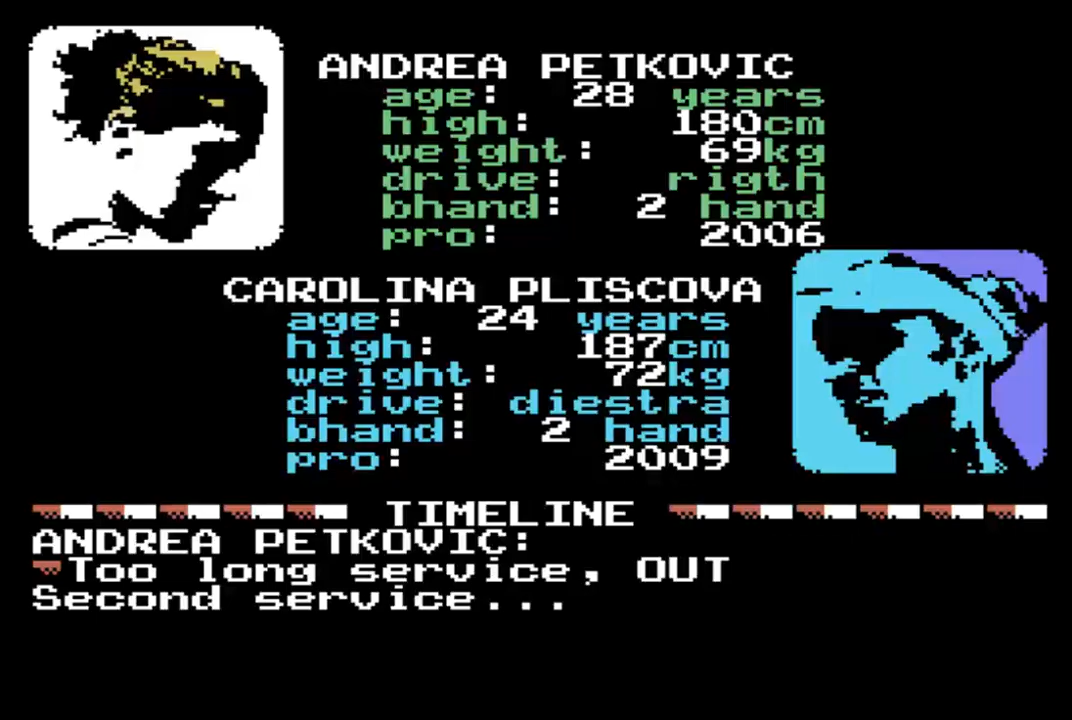 ANDREA PETKOVIC
age: 28 years
high: 180cm
weight: 69kg
drive: rigth
bhand: 2 hand
pro: 2006
CAROLINA PLISCOVA
age: 24 years
high: 187cm
weight: 72kg
drive: diestra
bhand: 2 hand
pro: 2009
TIMELINE
ANDREA PETKOVIC:
Too long service, OUT
Second service...